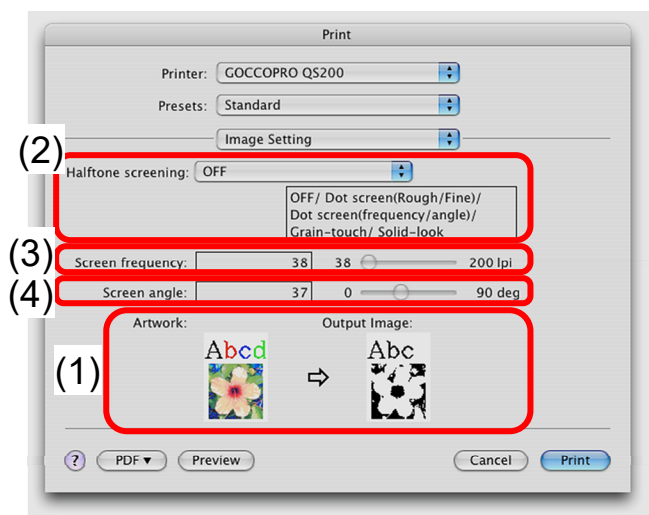 Print
Printer: GOCCOPRO QS200
Presets: Standard
Image Setting
(2)
Halftone screening: OFF
OFF/ Dot screen(Rough/Fine)/
Dot screen(frequency/angle)/
Grain-touch/ Solid-look
(3)
Screen frequency: 38 38 200 lpi
(4)
Screen angle: 37 0 90 deg
Artwork: Output Image:
Abcd Abc
(1)
? PDF▼ Preview Cancel Print